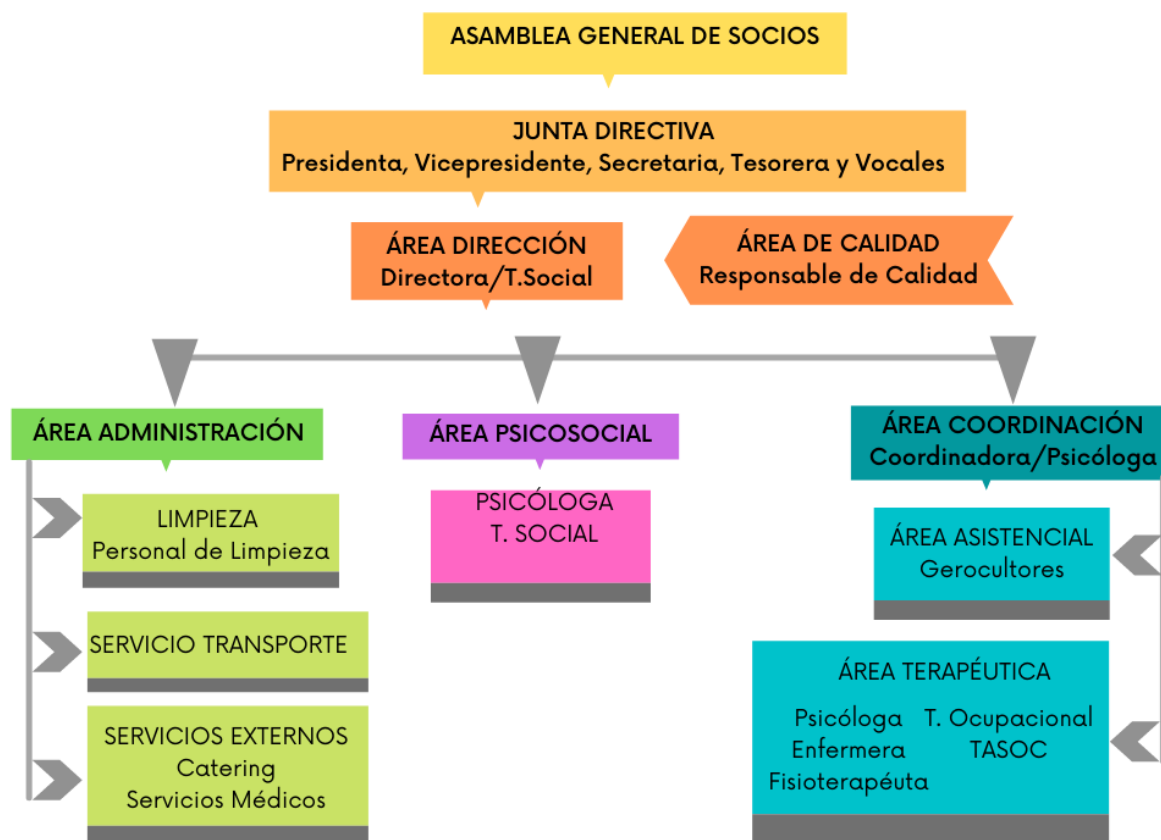 ASAMBLEA GENERAL DE SOCIOS
JUNTA DIRECTIVA
Presidenta, Vicepresidente, Secretaria, Tesorera y Vocales
ÁREA DIRECCIÓN
Directora/T.Social
ÁREA DE CALIDAD
Responsable de Calidad
ÁREA ADMINISTRACIÓN
LIMPIEZA
Personal de Limpieza
SERVICIO TRANSPORTE
SERVICIOS EXTERNOS
Catering
Servicios Médicos
ÁREA PSICOSOCIAL
PSICÓLOGA
T. SOCIAL
ÁREA COORDINACIÓN
Coordinadora/Psicóloga
ÁREA ASISTENCIAL
Gerocultores
ÁREA TERAPÉUTICA
Psicóloga
Enfermera
Fisioterapéuta
T. Ocupacional
TASOC